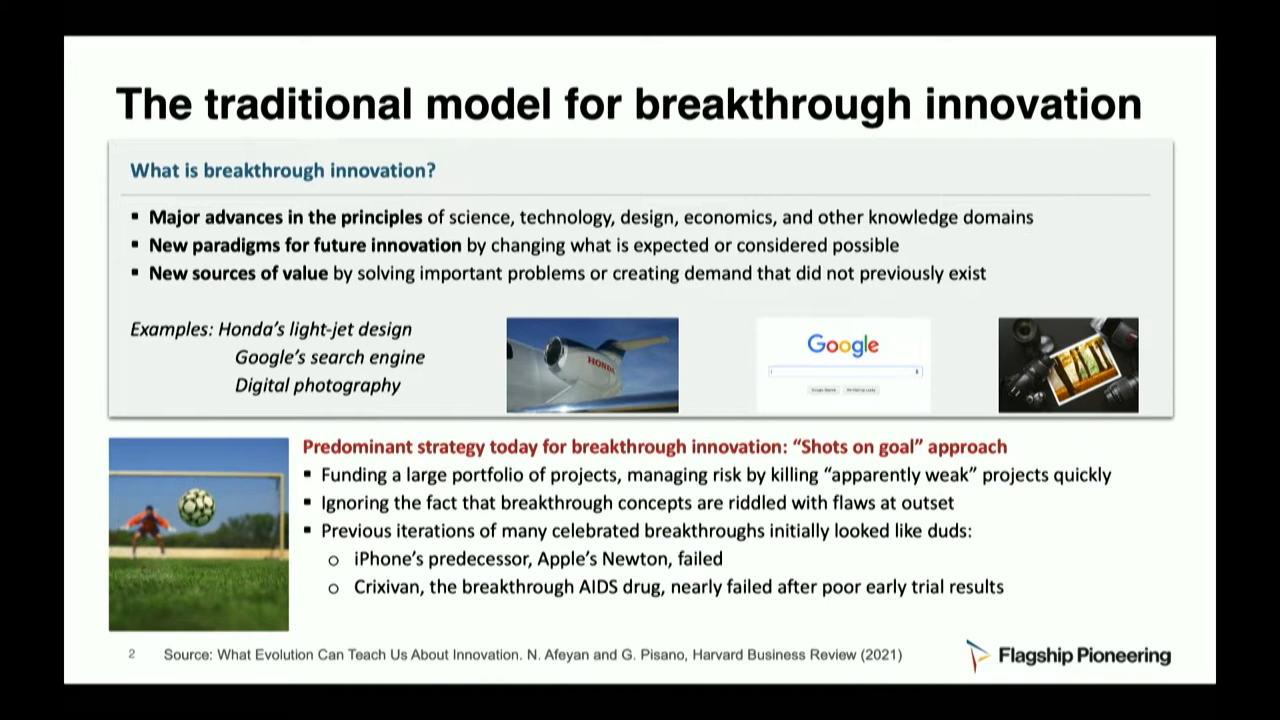 The traditional model for breakthrough innovation
What is breakthrough innovation?
▪ Major advances in the principles of science, technology, design, economics, and other knowledge domains
▪ New paradigms for future innovation by changing what is expected or considered possible
▪ New sources of value by solving important problems or creating demand that did not previously exist
Examples: Honda’s light-jet design
Google’s search engine
Digital photography
HONDA
Google
Google Search
Predominant strategy today for breakthrough innovation: “Shots on goal” approach
▪ Funding a large portfolio of projects, managing risk by killing “apparently weak” projects quickly
▪ Ignoring the fact that breakthrough concepts are riddled with flaws at outset
▪ Previous iterations of many celebrated breakthroughs initially looked like duds:
o iPhone’s predecessor, Apple’s Newton, failed
o Crixivan, the breakthrough AIDS drug, nearly failed after poor early trial results
2 Source: What Evolution Can Teach Us About Innovation. N. Afeyan and G. Pisano, Harvard Business Review (2021)
Flagship Pioneering